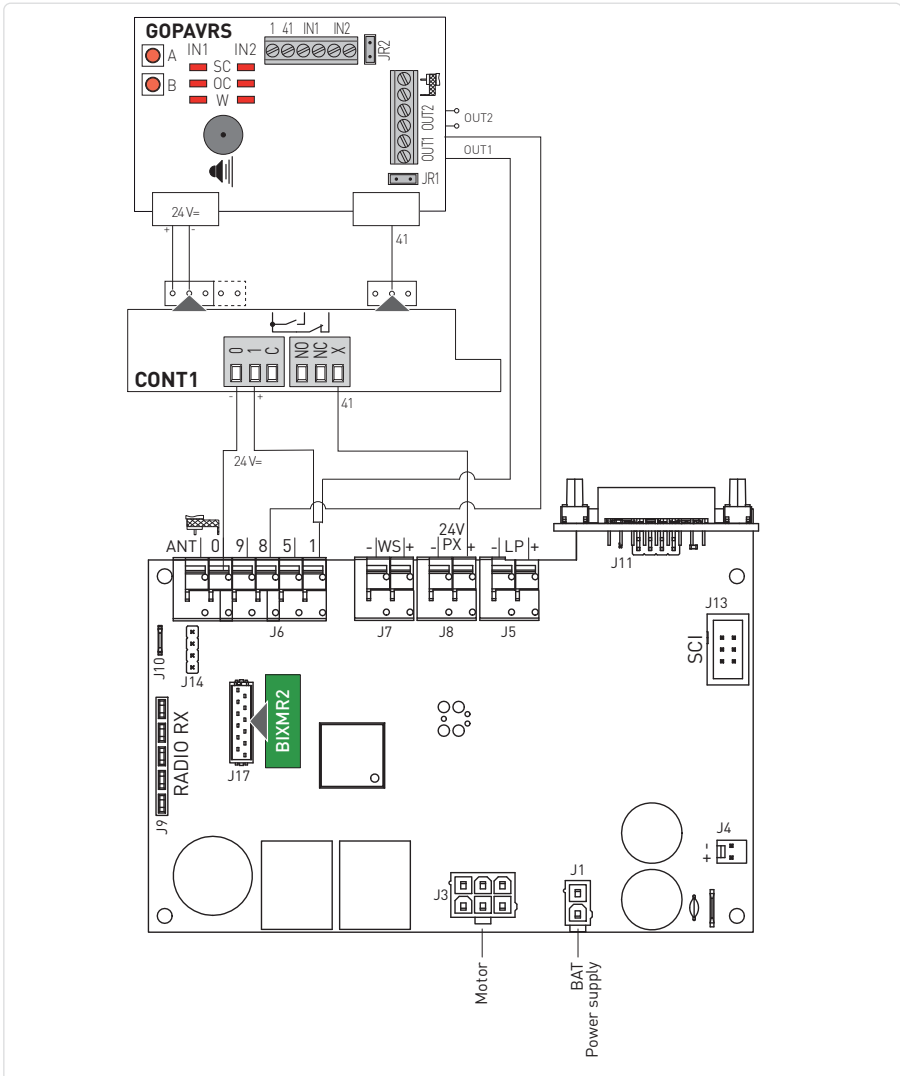 GOPAVRS
A
B
IN1 IN2
SC
OC
W
1 41 IN1 IN2
JR2
OUT1 OUT2
OUT2
OUT1
JR1
24V=
+ -
41
0 1 C
NO NC X
CONT1
- +
41
24V=
ANT 0 9 8 5 1
- WS +
24V
- PX +
- LP +
J6
J7
J8
J5
J11
J13
SCI
J10
J14
BIXMR2
J17
RADIO RX
J9
J4
+ -
J3
J1
Motor
BAT
Power supply